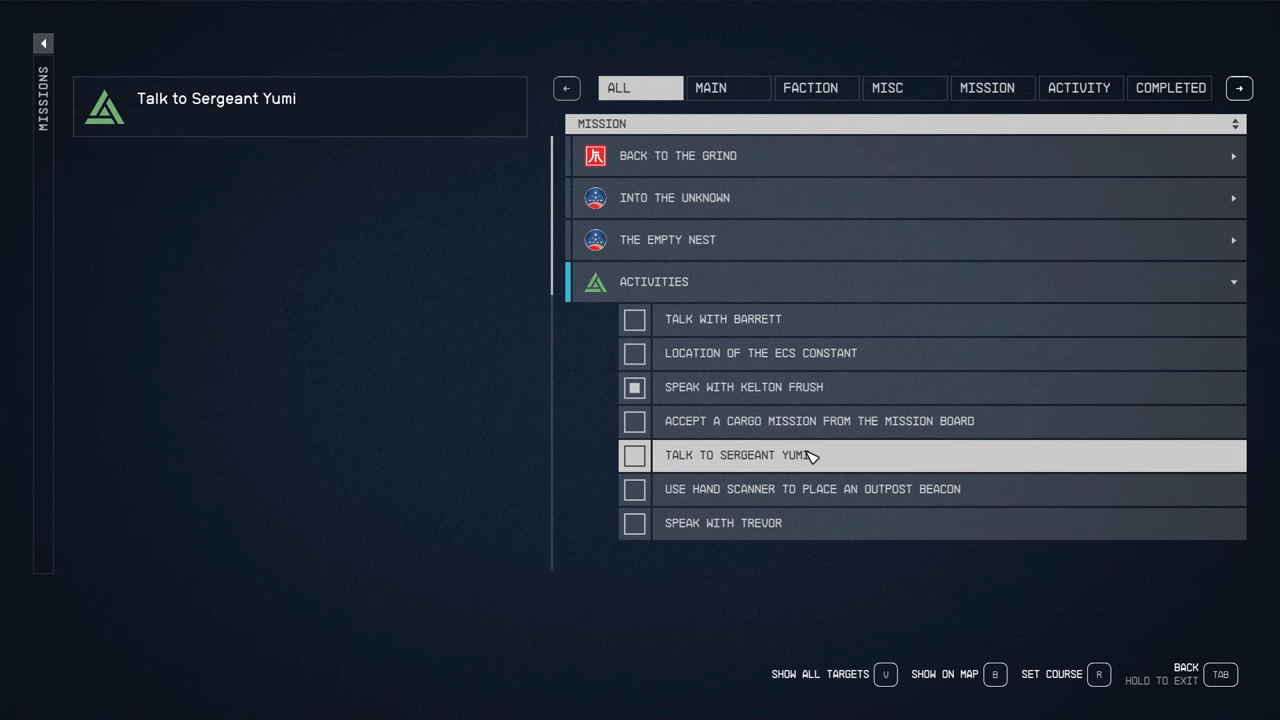 MISSIONS
Talk to Sergeant Yumi
ALL
MAIN
FACTION
MISC
MISSION
ACTIVITY
COMPLETED
MISSION
BACK TO THE GRIND
INTO THE UNKNOWN
THE EMPTY NEST
ACTIVITIES
TALK WITH BARRETT
LOCATION OF THE ECS CONSTANT
SPEAK WITH KELTON FRUSH
ACCEPT A CARGO MISSION FROM THE MISSION BOARD
TALK TO SERGEANT YUMI
USE HAND SCANNER TO PLACE AN OUTPOST BEACON
SPEAK WITH TREVOR
SHOW ALL TARGETS V
SHOW ON MAP B
SET COURSE R
BACK
HOLD TO EXIT
TAB